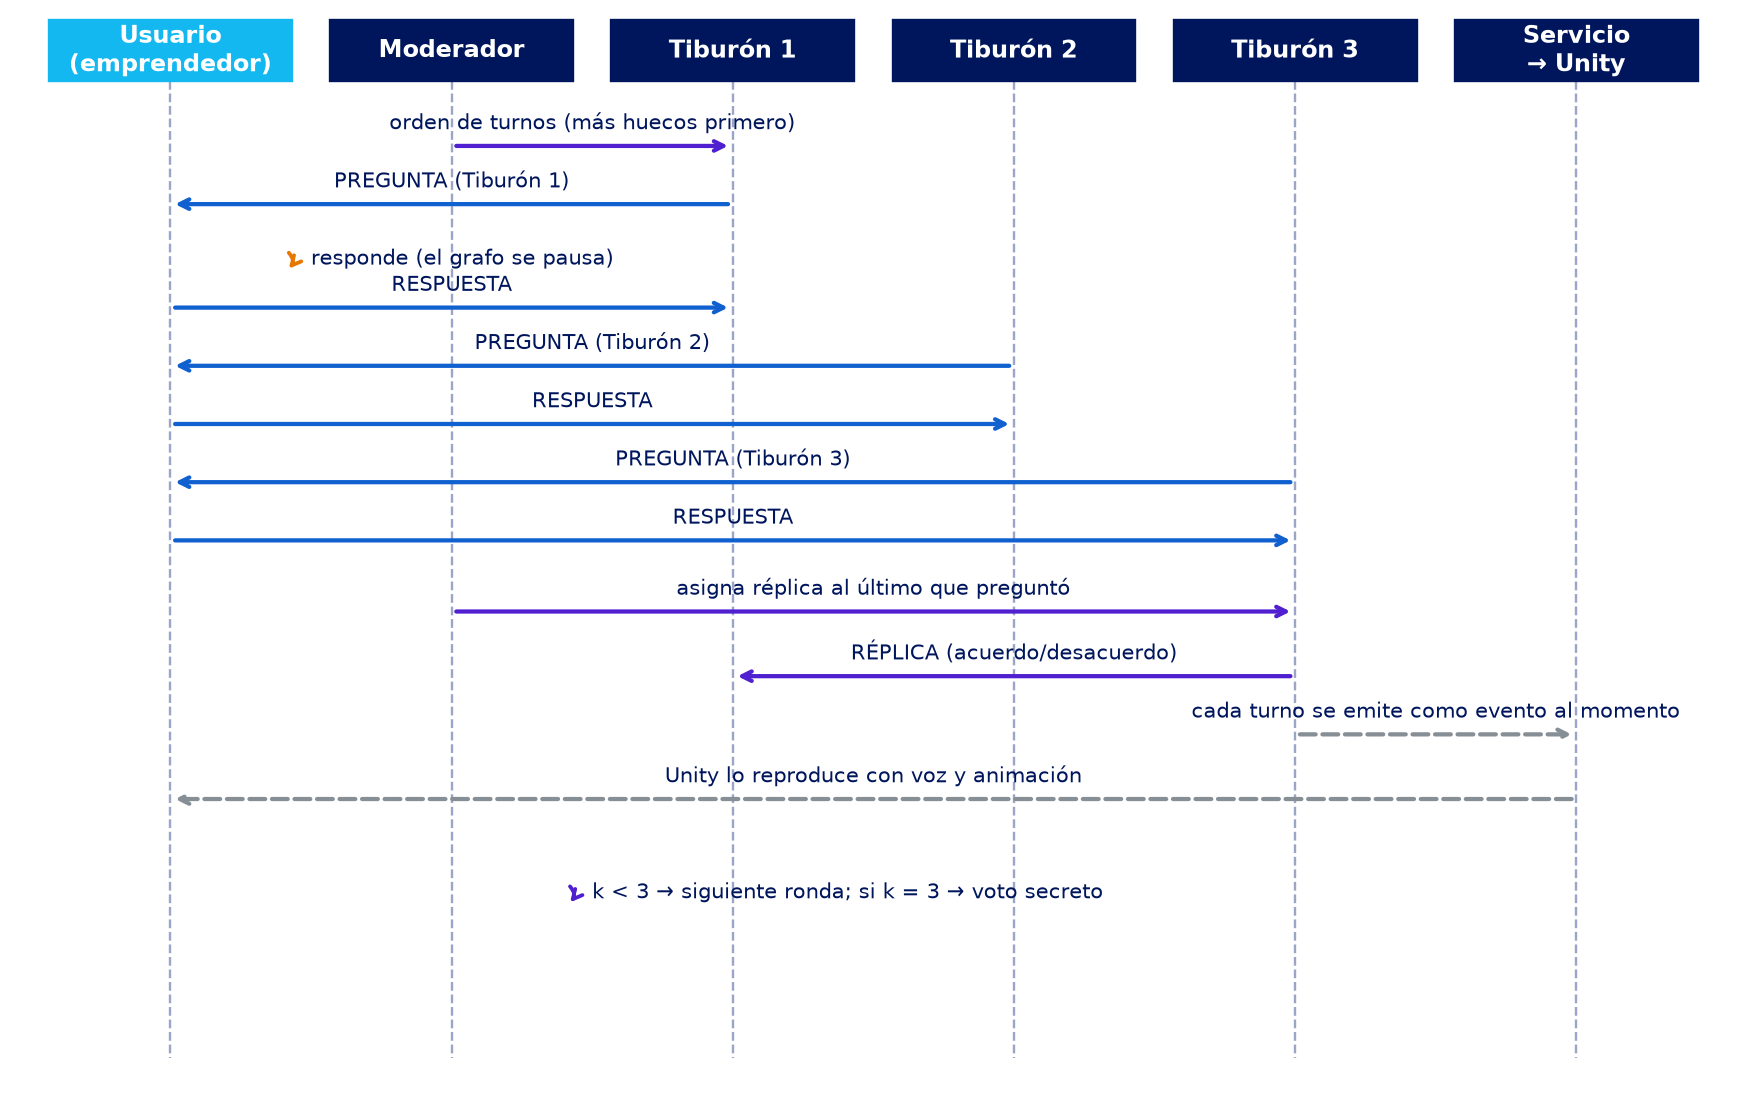 Usuario
(emprendedor)
Moderador
Tiburón 1
Tiburón 2
Tiburón 3
Servicio
→ Unity
orden de turnos (más huecos primero)
PREGUNTA (Tiburón 1)
responde (el grafo se pausa)
RESPUESTA
PREGUNTA (Tiburón 2)
RESPUESTA
PREGUNTA (Tiburón 3)
RESPUESTA
asigna réplica al último que preguntó
RÉPLICA (acuerdo/desacuerdo)
cada turno se emite como evento al momento
Unity lo reproduce con voz y animación
k < 3 → siguiente ronda; si k = 3 → voto secreto